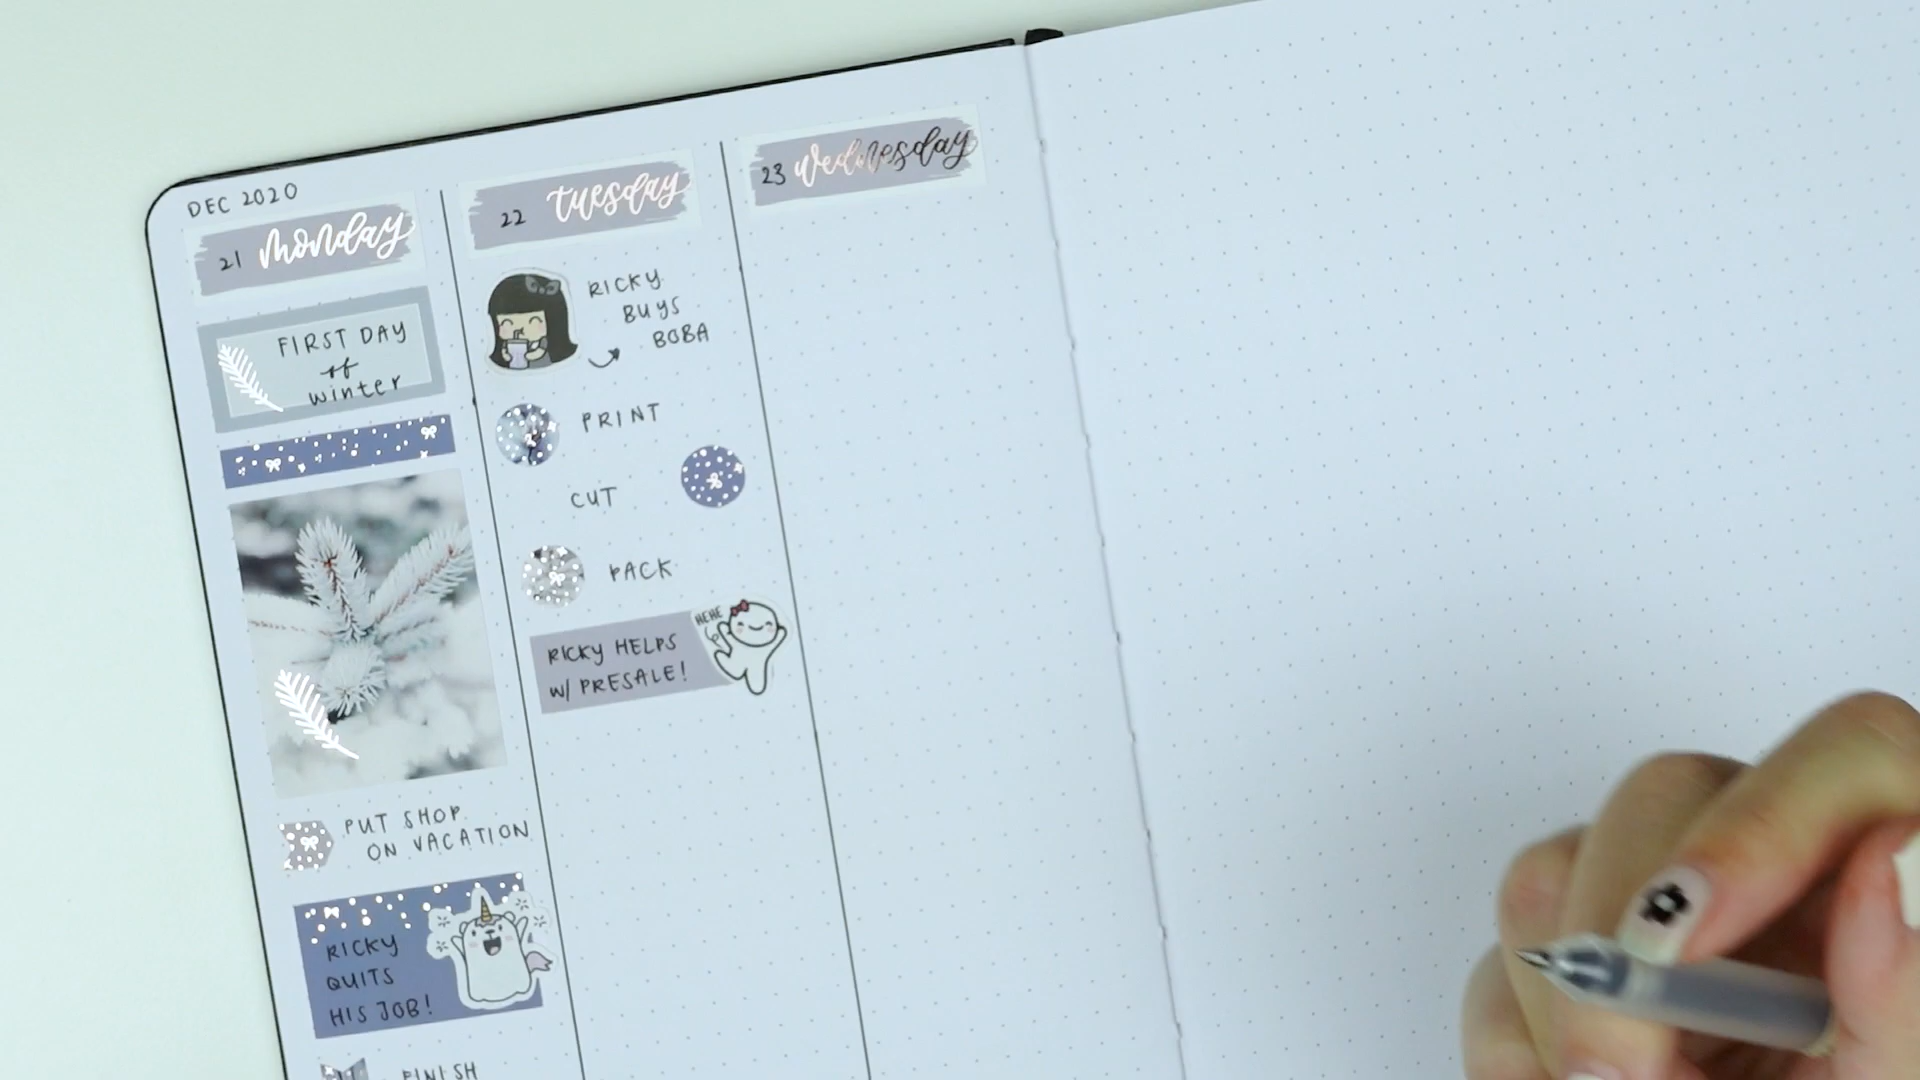 DEC 2020
21 monday
FIRST DAY
of
winter
PUT SHOP
ON VACATION
RICKY
QUITS
HIS JOB!
FINISH
22 tuesday
RICKY
BUYS
BOBA
PRINT
CUT
PACK
HEHE
RICKY HELPS
W/ PRESALE!
23 wednesday